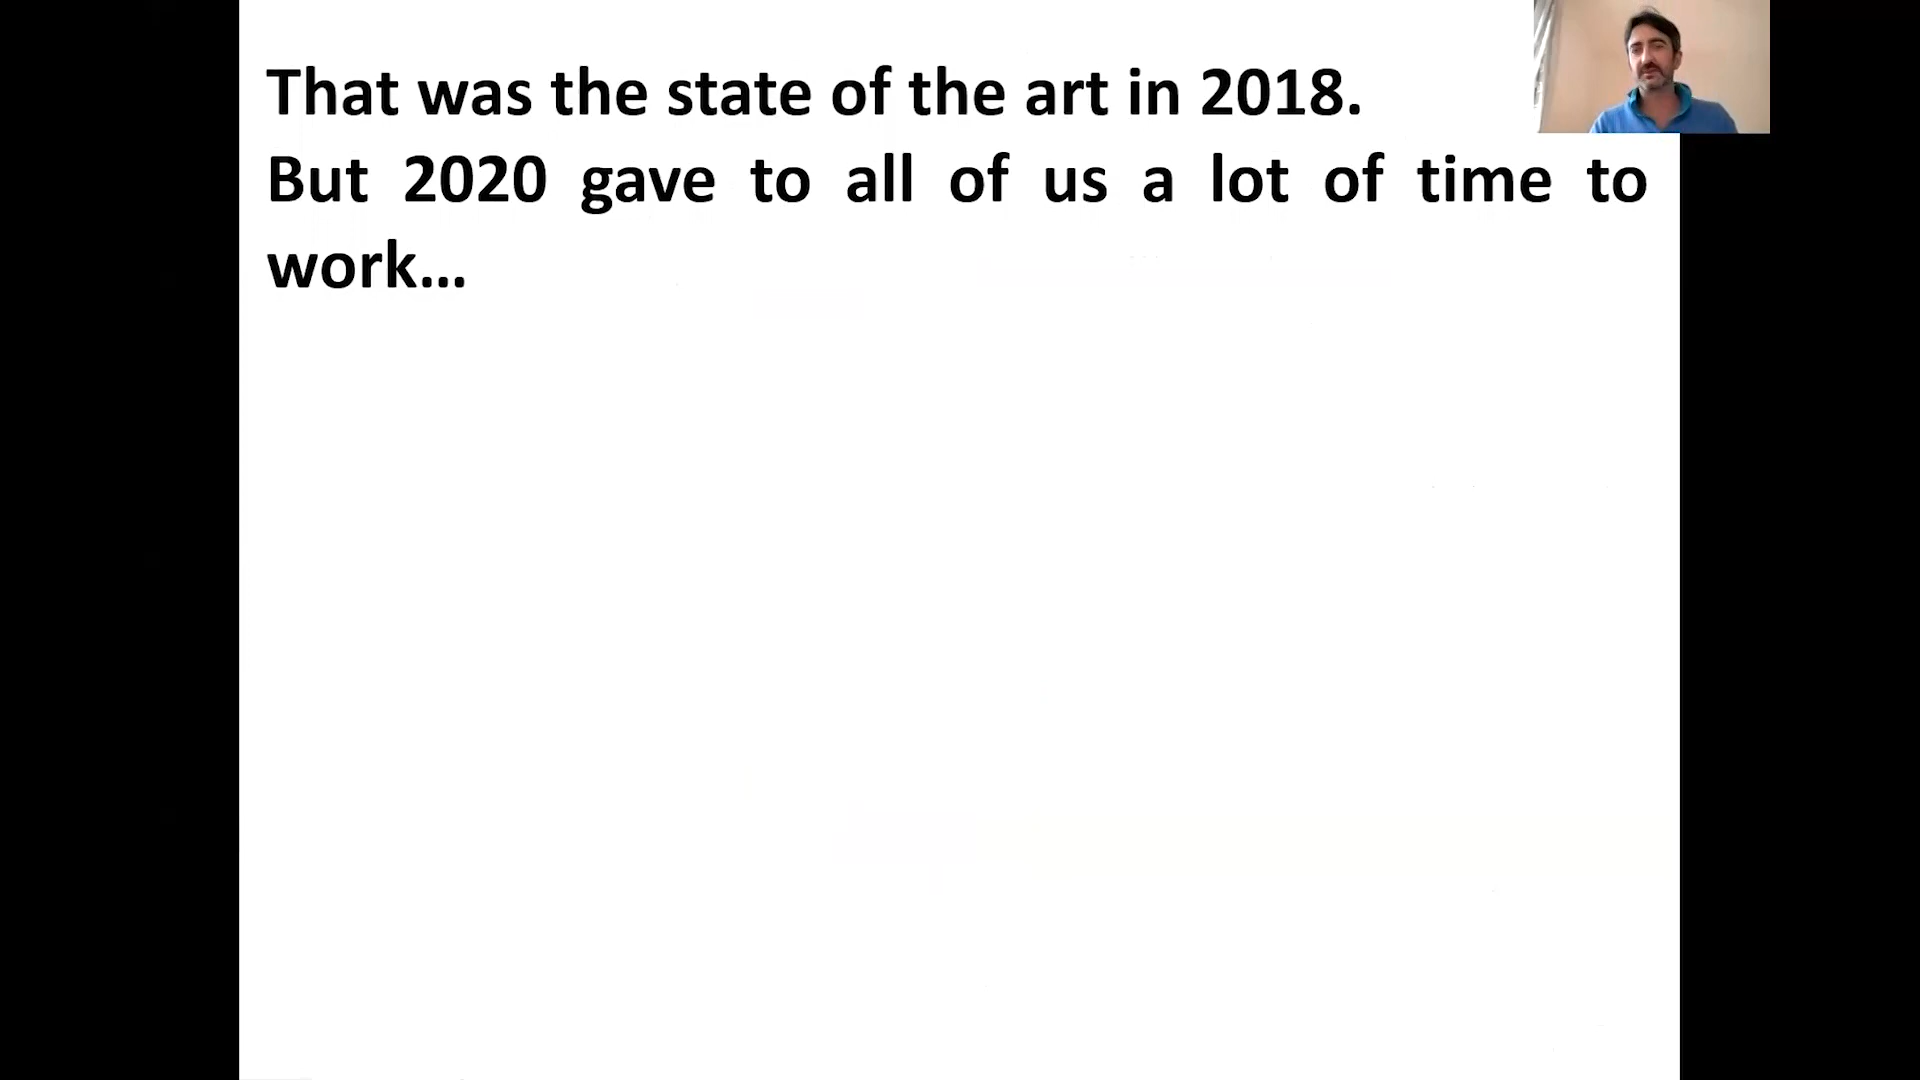 That was the state of the art in 2018.
But 2020 gave to all of us a lot of time to
work…